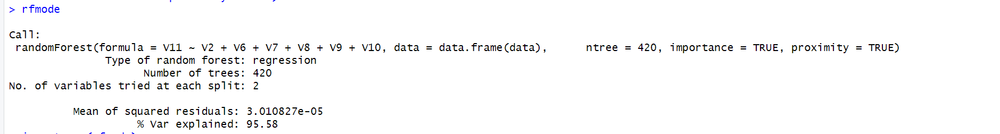 > rfmode
Call:
randomForest(formula = V11 ~ V2 + V6 + V7 + V8 + V9 + V10, data = data.frame(data),      ntree = 420, importance = TRUE, proximity = TRUE)
Type of random forest: regression
Number of trees: 420
No. of variables tried at each split: 2
Mean of squared residuals: 3.010827e-05
% Var explained: 95.58